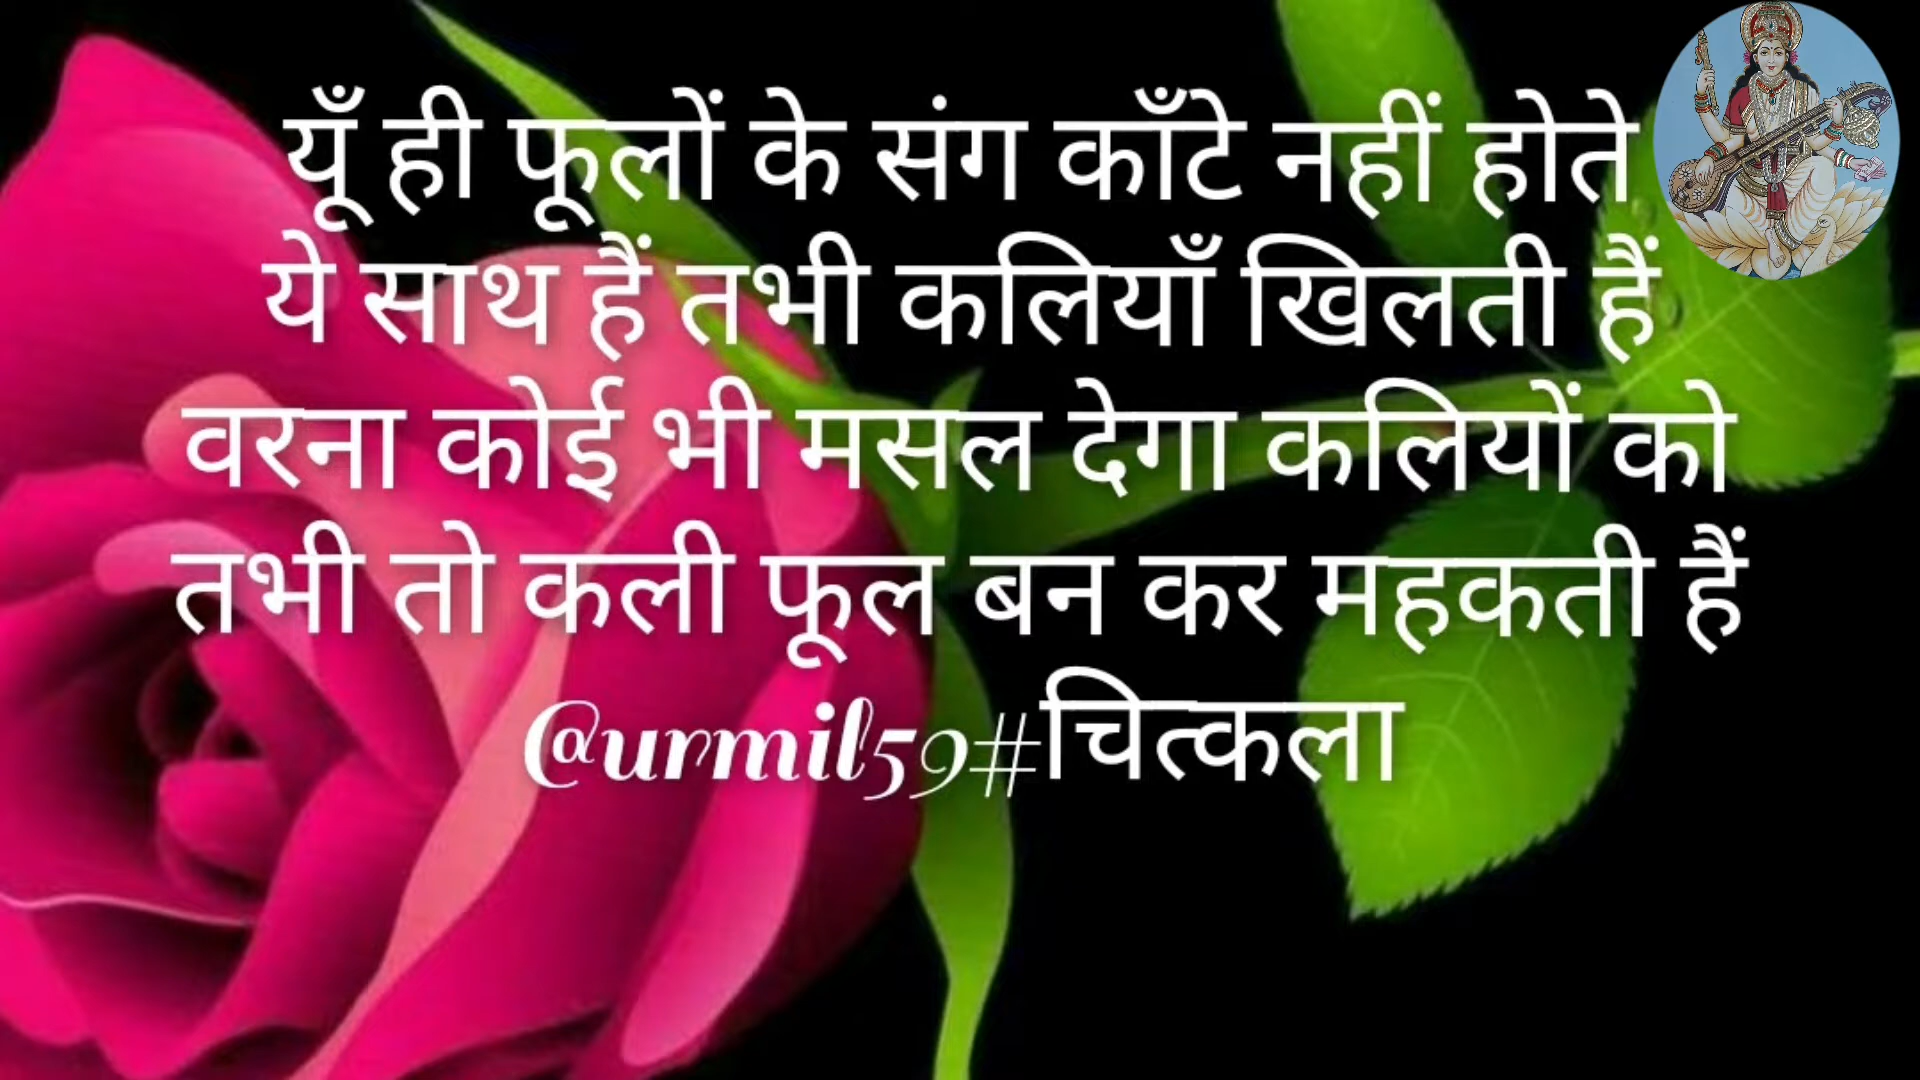 यूँ ही फूलों के संग काँटे नहीं होते
ये साथ हैं तभी कलियाँ खिलती हैं
वरना कोई भी मसल देगा कलियों को
तभी तो कली फूल बन कर महकती हैं
@urmil59#चित्कला